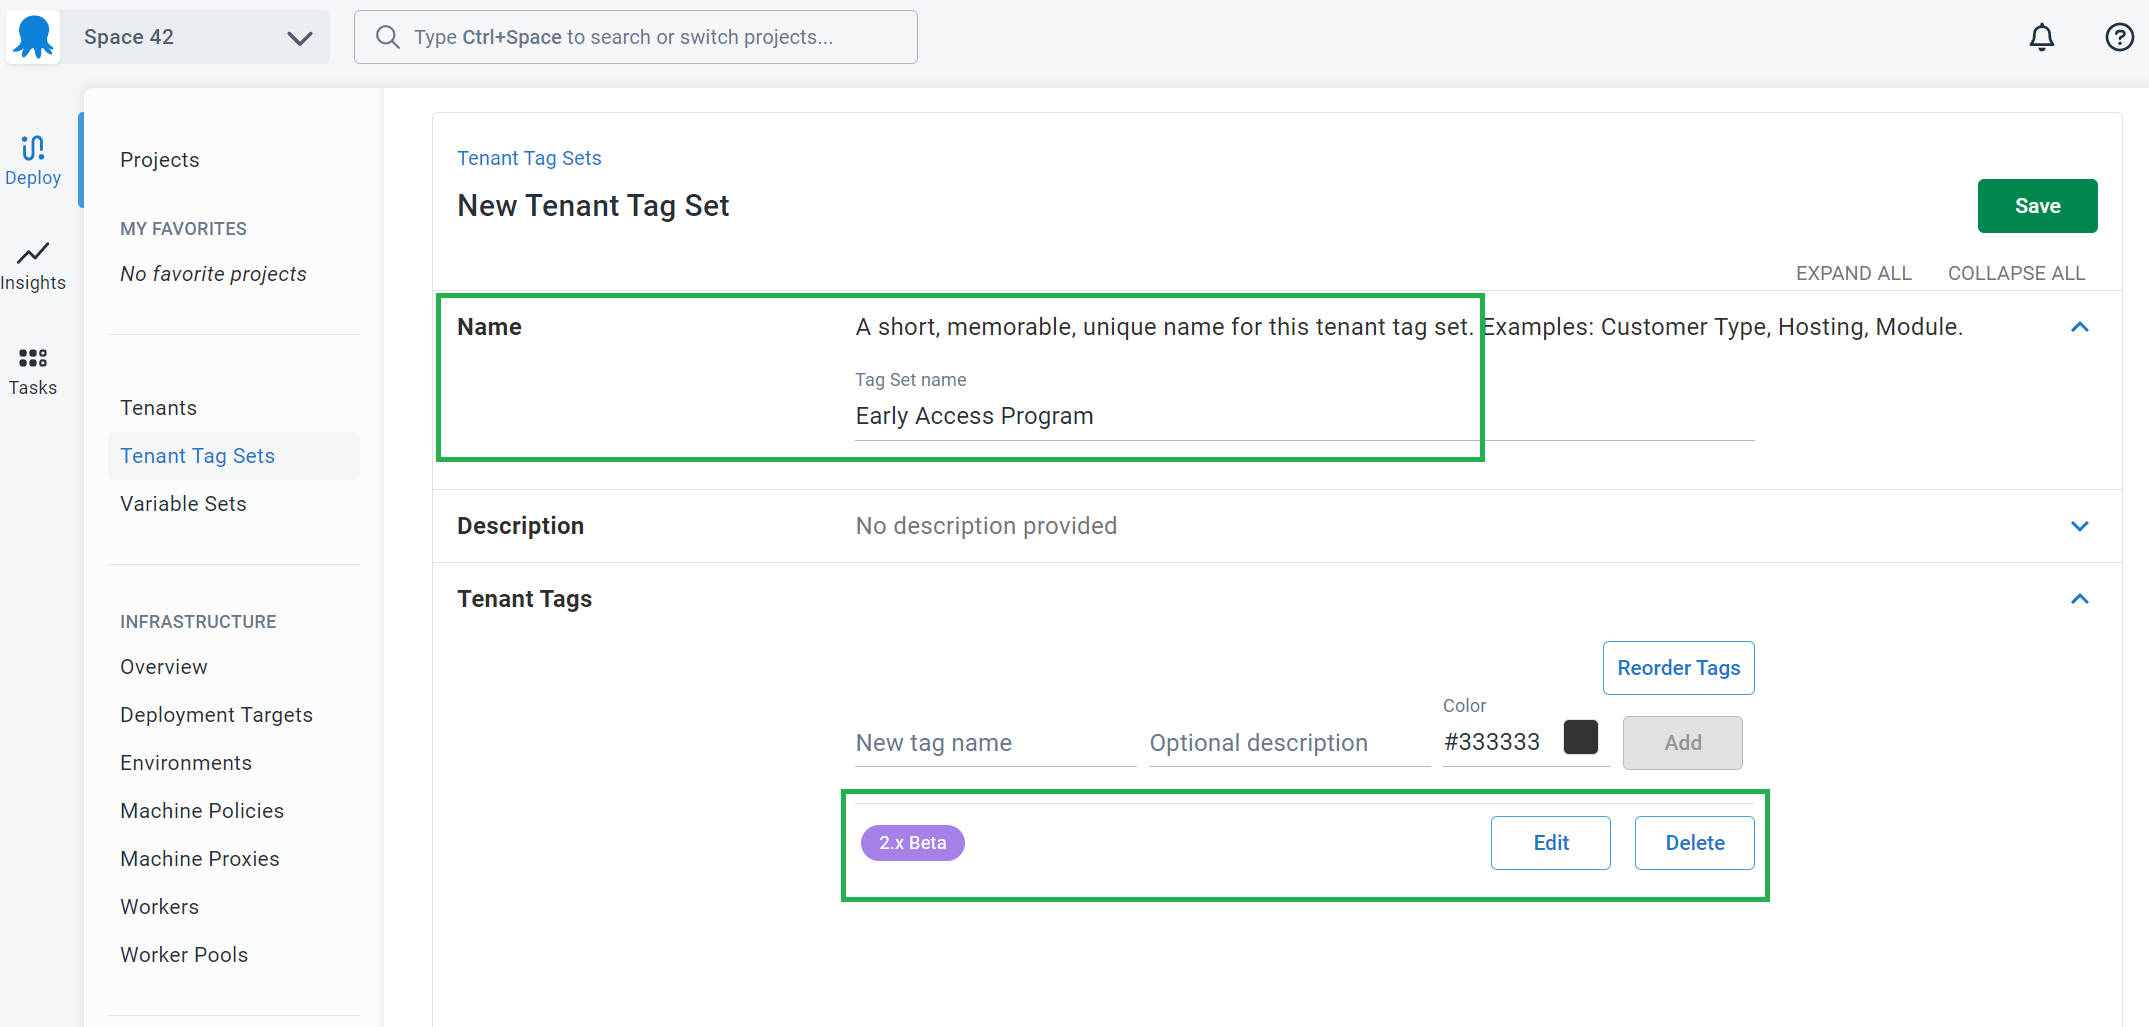 Space 42
Type Ctrl+Space to search or switch projects...
Deploy
Insights
Tasks
Projects
MY FAVORITES
No favorite projects
Tenants
Tenant Tag Sets
Variable Sets
INFRASTRUCTURE
Overview
Deployment Targets
Environments
Machine Policies
Machine Proxies
Workers
Worker Pools
Tenant Tag Sets
New Tenant Tag Set
Save
EXPAND ALL COLLAPSE ALL
Name
A short, memorable, unique name for this tenant tag set. Examples: Customer Type, Hosting, Module.
Tag Set name
Early Access Program
Description
No description provided
Tenant Tags
Reorder Tags
Color
New tag name Optional description #333333 Add
2.x Beta Edit Delete